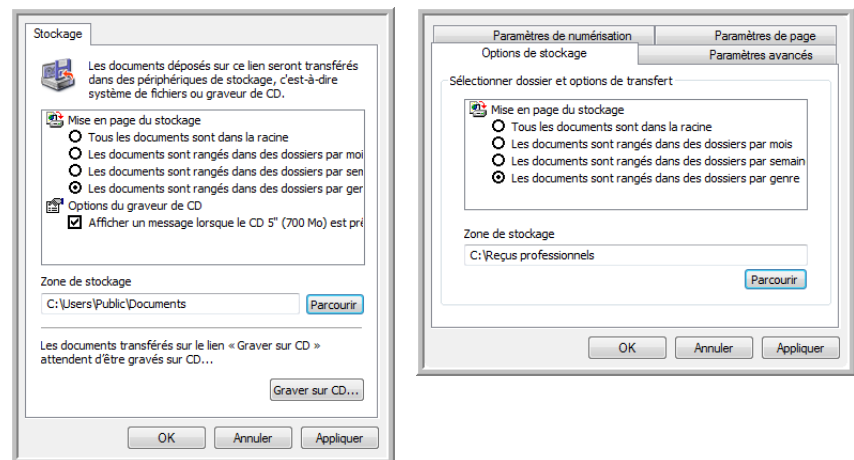 Stockage
Les documents déposés sur ce lien seront transférés
dans des périphériques de stockage, c'est-à-dire
système de fichiers ou graveur de CD.
Mise en page du stockage
Tous les documents sont dans la racine
Les documents sont rangés dans des dossiers par moi
Les documents sont rangés dans des dossiers par sem
Les documents sont rangés dans des dossiers par gen
Options du graveur de CD
Afficher un message lorsque le CD 5" (700 Mo) est prê
Zone de stockage
C:\Users\Public\Documents
Parcourir
Les documents transférés sur le lien « Graver sur CD »
attendent d'être gravés sur CD...
Graver sur CD...
OK Annuler Appliquer
Paramètres de numérisation Paramètres de page
Options de stockage Paramètres avancés
Sélectionner dossier et options de transfert
Mise en page du stockage
Tous les documents sont dans la racine
Les documents sont rangés dans des dossiers par mois
Les documents sont rangés dans des dossiers par semain
Les documents sont rangés dans des dossiers par genre
Zone de stockage
C:\Reçus professionnels
Parcourir
OK Annuler Appliquer